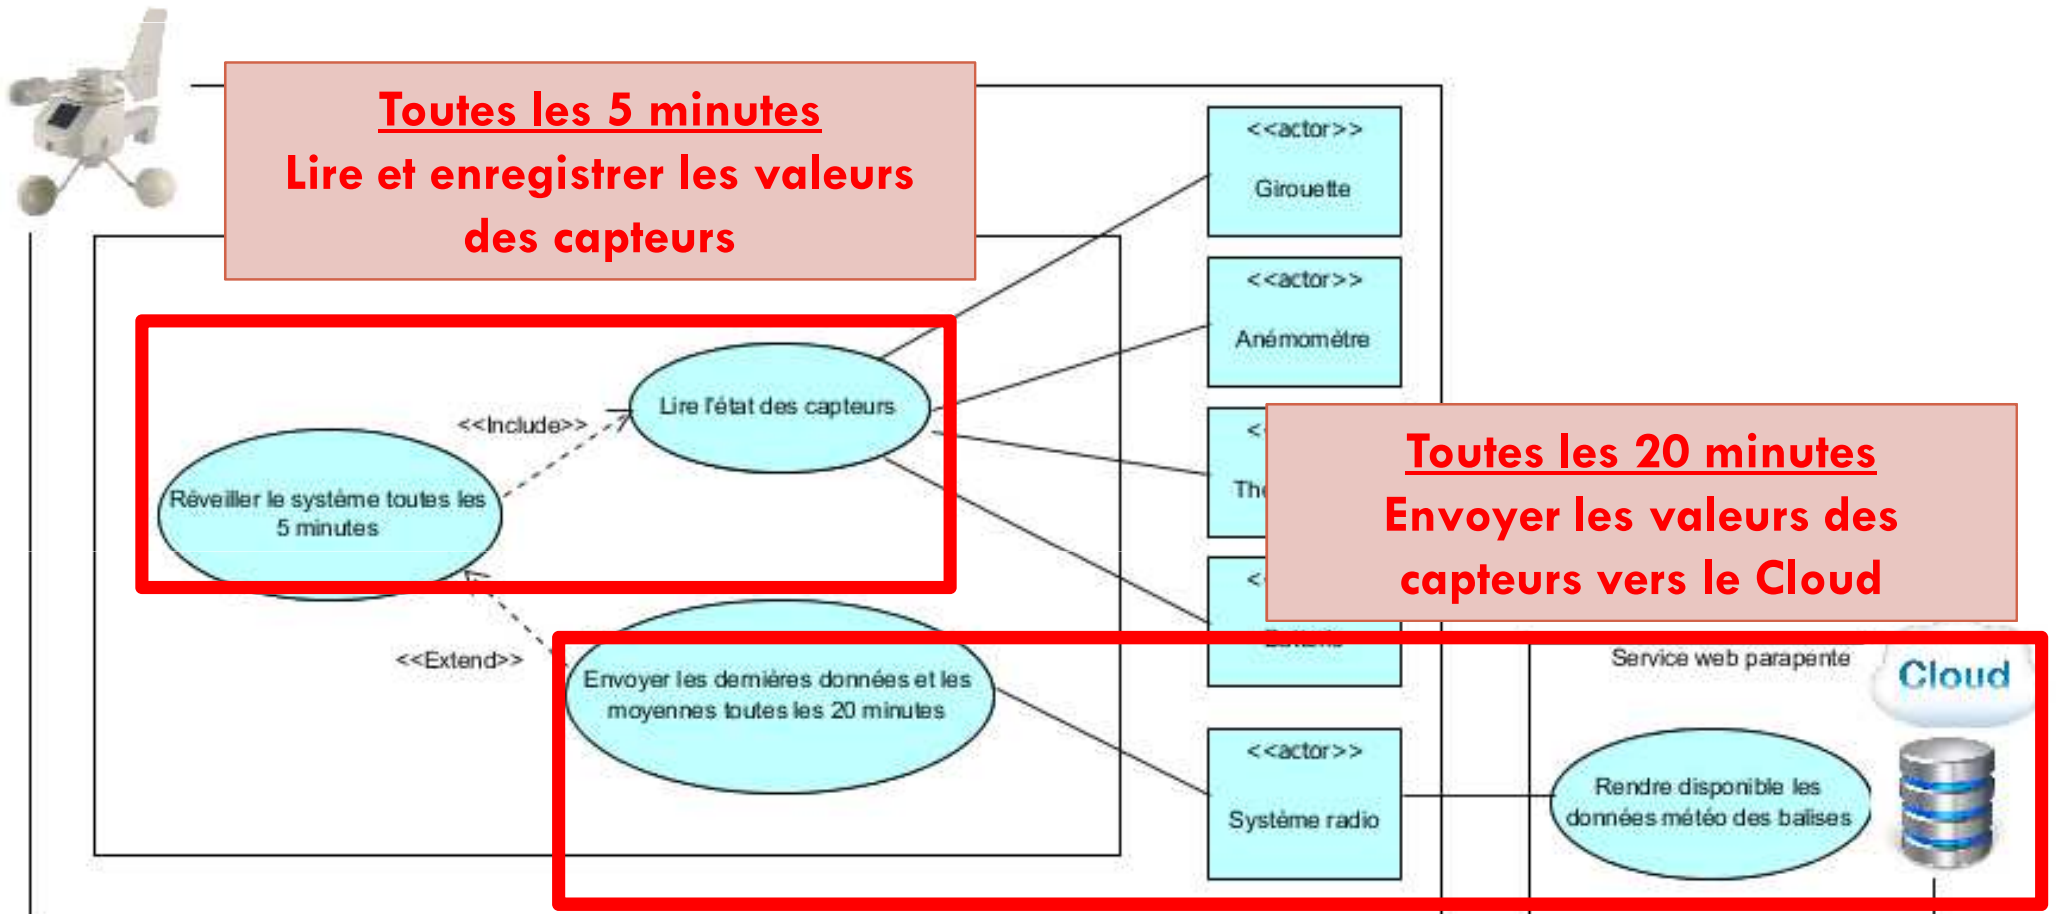 Toutes les 5 minutes
Lire et enregistrer les valeurs
des capteurs
<<actor>>
Girouette
<<actor>>
Anémomètre
Lire l'état des capteurs
<<Include>>
Réveiller le système toutes les
5 minutes
Toutes les 20 minutes
Envoyer les valeurs des
capteurs vers le Cloud
<<Extend>>
Envoyer les dernières données et les
moyennes toutes les 20 minutes
Service web parapente
Cloud
<<actor>>
Système radio
Rendre disponible les
données météo des balises